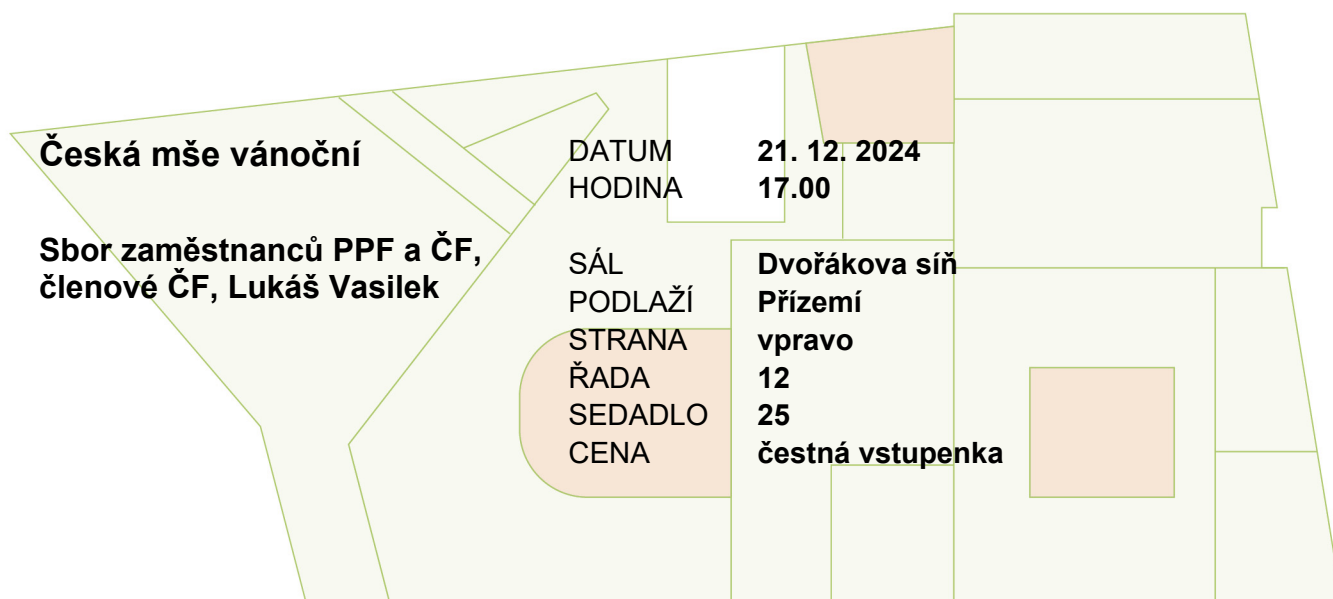 Česká mše vánoční
Sbor zaměstnanců PPF a ČF,
členové ČF, Lukáš Vasilek
DATUM 21. 12. 2024
HODINA 17.00
SÁL Dvořákova síň
PODLAŽÍ Přízemí
STRANA vpravo
ŘADA 12
SEDADLO 25
CENA čestná vstupenka